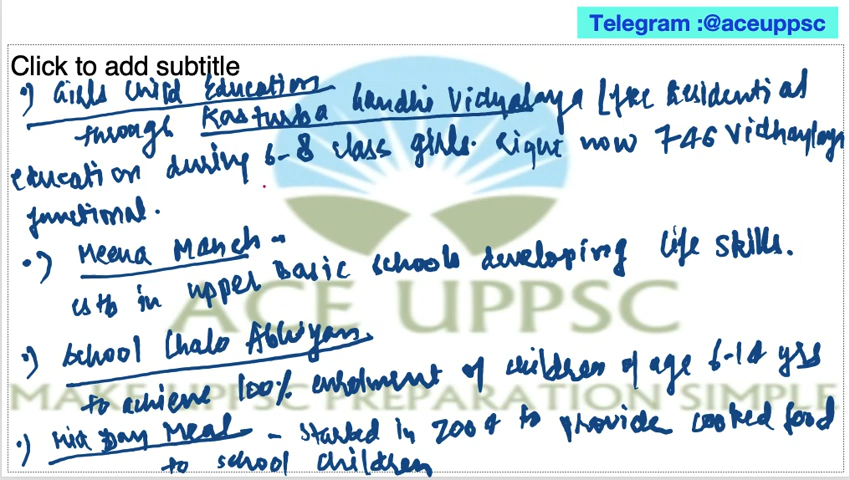 Telegram :@aceuppsc
Click to add subtitle
•) Girls Child Education
through Kasturba Gandhi Vidyalaya free Residential
education during 6-8 class girls. Right now 746 Vidhaylaya
functional.
•) Meena Manch -
estb in upper basic schools developing life skills.
•) School Chalo Abhiyan
to achieve 100% enrolment of children of age 6-14 yrs
•) Mid Day Meal - started in 2004 to provide cooked food
to school children
ACE UPPSC
MAKE UPPSC PREPARATION SIMPLE